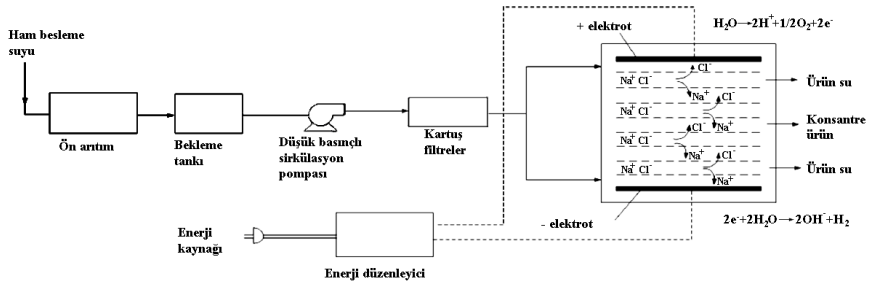 Ham besleme
suyu
Ön arıtım
Bekleme
tankı
Düşük basınçlı
sirkülasyon
pompası
Kartuş
filtreler
+ elektrot
H₂O→2H⁺+1/2O₂+2e⁻
Cl⁻
Na⁺ Cl⁻
Na⁺
Cl⁻
Na⁺ Cl⁻
Cl⁻
Na⁺
Na⁺ Cl⁻
Na⁺
Cl⁻
Na⁺ Cl⁻
Na⁺
Ürün su
Konsantre
ürün
Ürün su
- elektrot
2e⁻+2H₂O→2OH⁻+H₂
Enerji
kaynağı
Enerji düzenleyici